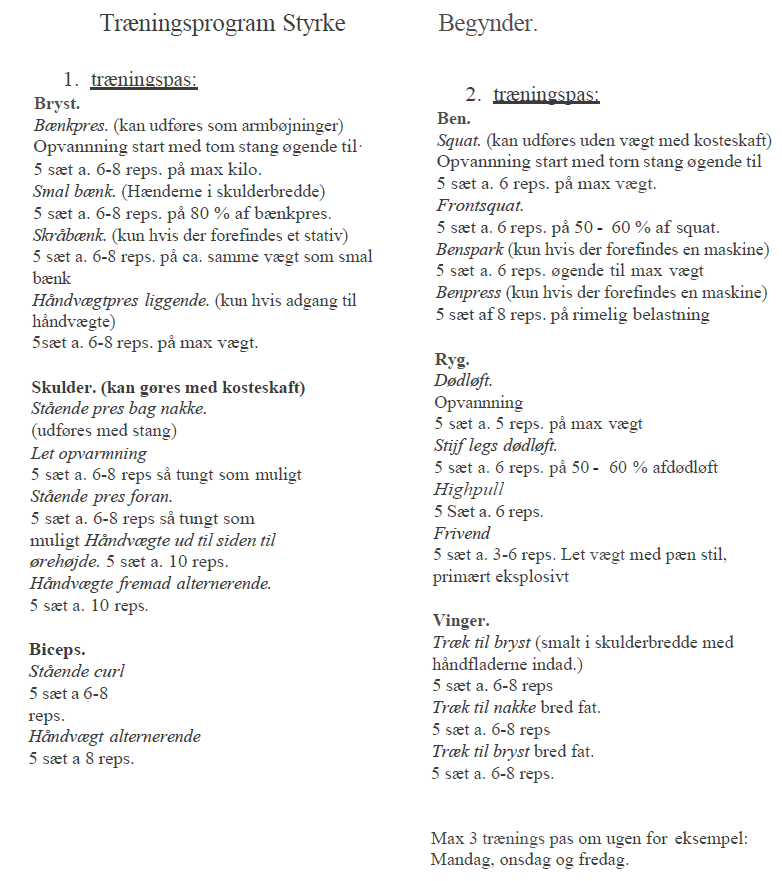 Træningsprogram Styrke Begynder.
1. træningspas:
Bryst.
Bænkpres. (kan udføres som armbøjninger)
Opvannning start med tom stang øgende til·
5 sæt a. 6-8 reps. på max kilo.
Smal bænk. (Hænderne i skulderbredde)
5 sæt a. 6-8 reps. på 80 % af bænkpres.
Skråbænk. (kun hvis der forefindes et stativ)
5 sæt a. 6-8 reps. på ca. samme vægt som smal
bænk
Håndvægtpres liggende. (kun hvis adgang til
håndvægte)
5sæt a. 6-8 reps. på max vægt.
Skulder. (kan gøres med kosteskaft)
Stående pres bag nakke.
(udføres med stang)
Let opvarmning
5 sæt a. 6-8 reps så tungt som muligt
Stående pres foran.
5 sæt a. 6-8 reps så tungt som
muligt Håndvægte ud til siden til
ørehøjde. 5 sæt a. 10 reps.
Håndvægte fremad alternerende.
5 sæt a. 10 reps.
Biceps.
Stående curl
5 sæt a 6-8
reps.
Håndvægt alternerende
5 sæt a 8 reps.
2. træningspas:
Ben.
Squat. (kan udføres uden vægt med kosteskaft)
Opvannning start med torn stang øgende til
5 sæt a. 6 reps. på max vægt.
Frontsquat.
5 sæt a. 6 reps. på 50 - 60 % af squat.
Benspark (kun hvis der forefindes en maskine)
5 sæt a. 6 reps. øgende til max vægt
Benpress (kun hvis der forefindes en maskine)
5 sæt af 8 reps. på rimelig belastning
Ryg.
Dødløft.
Opvannning
5 sæt a. 5 reps. på max vægt
Stijf legs dødløft.
5 sæt a. 6 reps. på 50 - 60 % afdødløft
Highpull
5 Sæt a. 6 reps.
Frivend
5 sæt a. 3-6 reps. Let vægt med pæn stil,
primært eksplosivt
Vinger.
Træk til bryst (smalt i skulderbredde med
håndfladerne indad.)
5 sæt a. 6-8 reps
Træk til nakke bred fat.
5 sæt a. 6-8 reps
Træk til bryst bred fat.
5 sæt a. 6-8 reps.
Max 3 trænings pas om ugen for eksempel:
Mandag, onsdag og fredag.